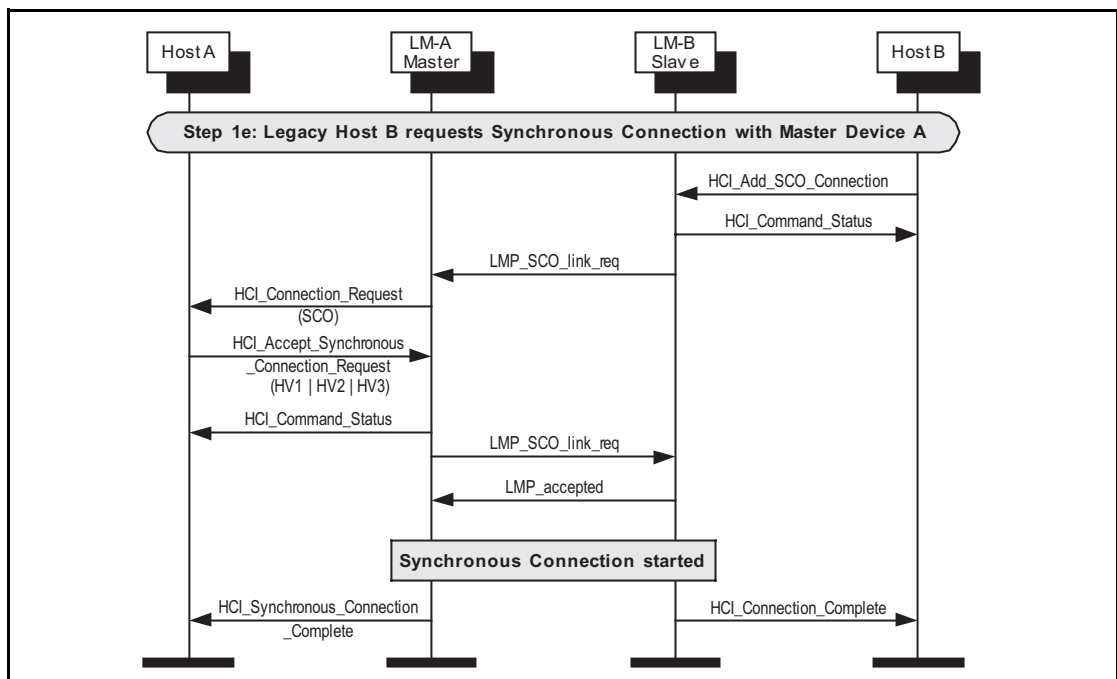 Host A
LM-A
Master
LM-B
Slave
Host B
Step 1e: Legacy Host B requests Synchronous Connection with Master Device A
HCI_Add_SCO_Connection
HCI_Command_Status
LMP_SCO_link_req
HCI_Connection_Request
(SCO)
HCI_Accept_Synchronous
_Connection_Request
(HV1 | HV2 | HV3)
HCI_Command_Status
LMP_SCO_link_req
LMP_accepted
Synchronous Connection started
HCI_Synchronous_Connection
_Complete
HCI_Connection_Complete